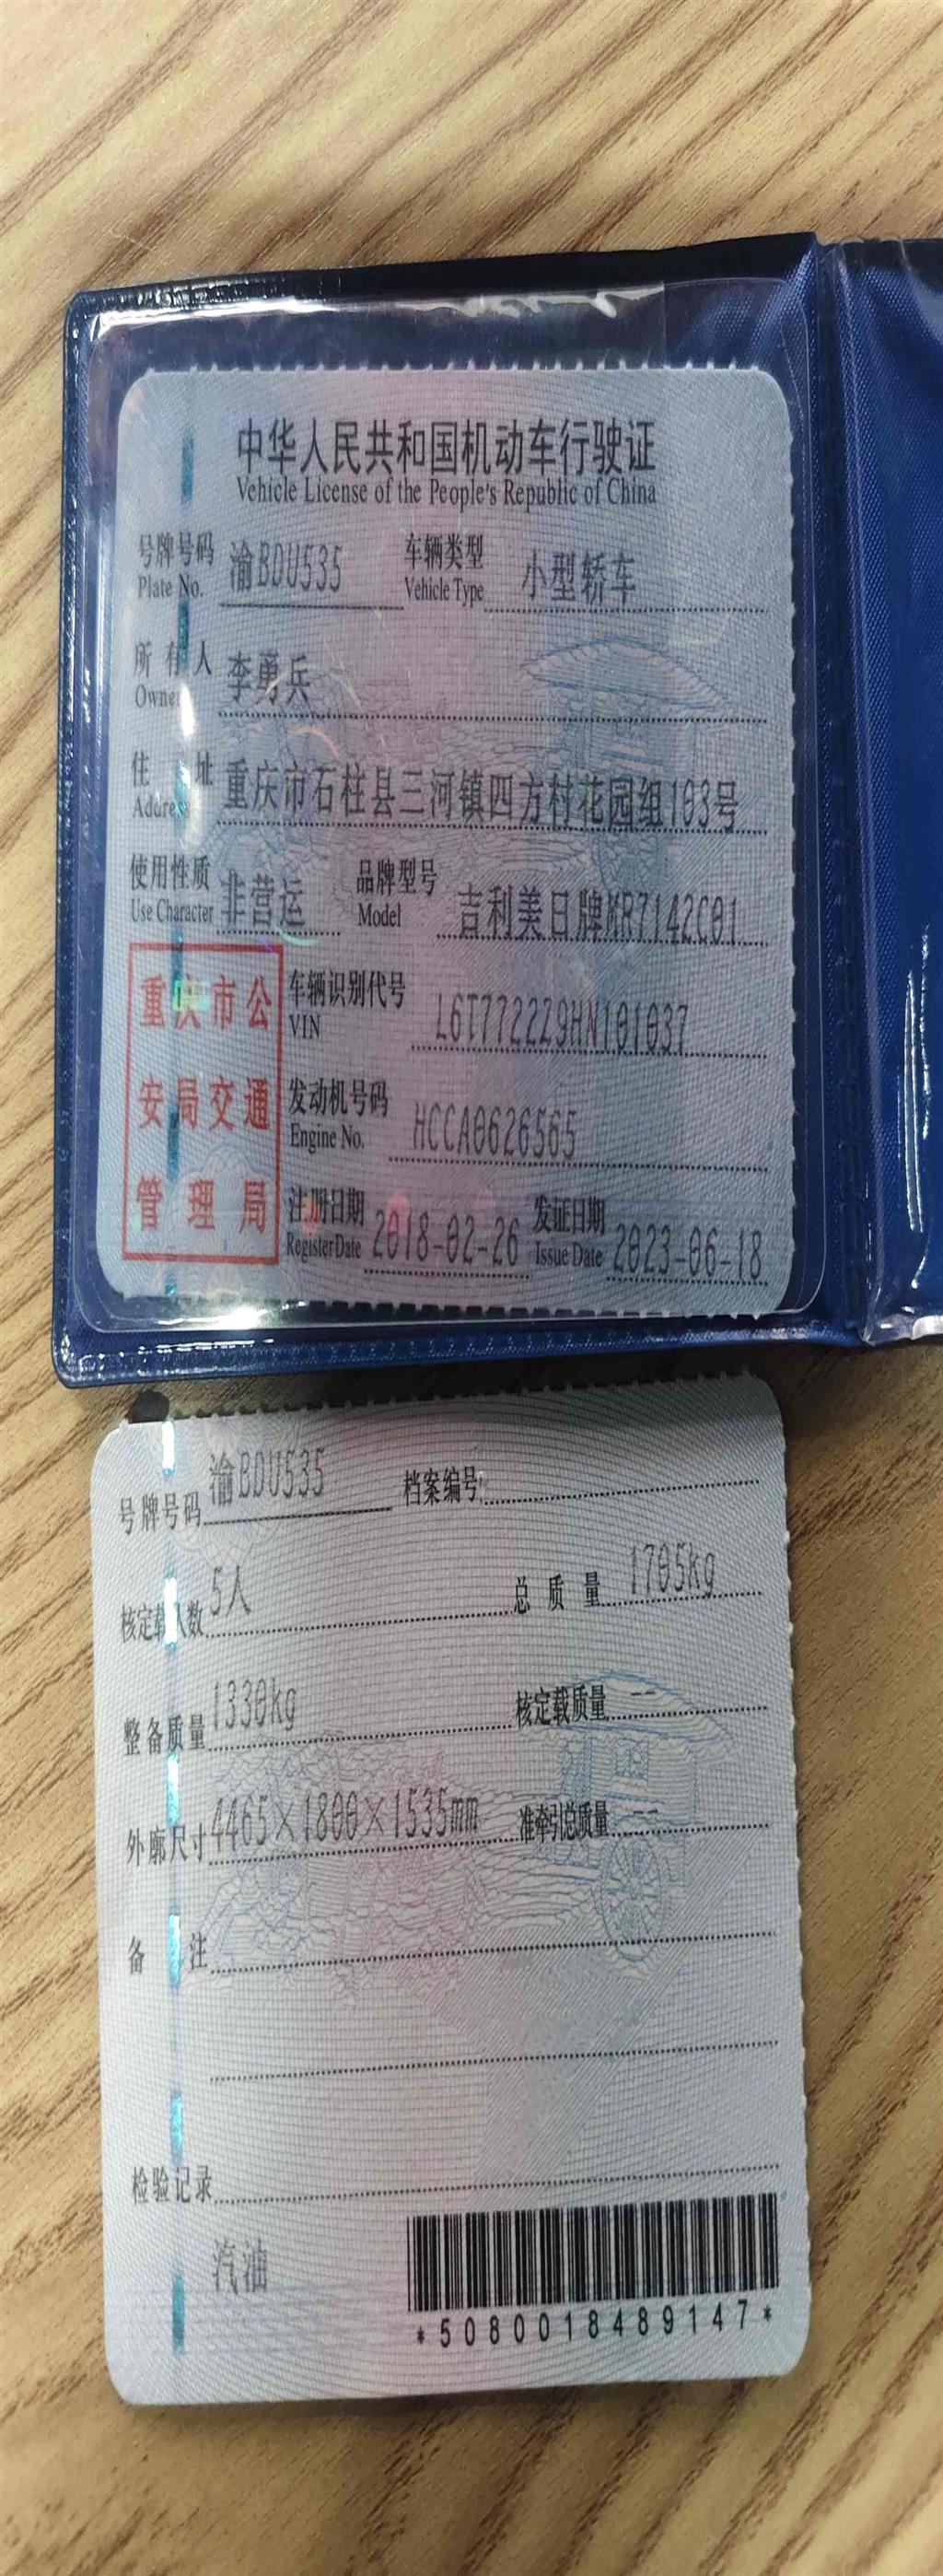 中华人民共和国机动车行驶证
Vehicle License of the People's Republic of China
号牌号码 渝BDU535 车辆类型 小型轿车
Plate No. Vehicle Type
所有人 李勇兵
Owner
住址 重庆市石柱县三河镇四方村花园组103号
Address
使用性质 非营运 品牌型号 吉利美日牌MR7142C01
Use Character Model
重庆市公
安局交通
管理局
车辆识别代号 L6T7722Z9HN101037
VIN
发动机号码 HCCA0626565
Engine No.
注册日期 2018-02-26 发证日期 2023-06-18
Register Date Issue Date
号牌号码 渝BDU535 档案编号
核定载人数 5人 总质量 1705kg
整备质量 1330kg 核定载质量 --
外廓尺寸 4465×1800×1535mm 准牵引总质量 --
备注
检验记录
汽油
*5080018489147*